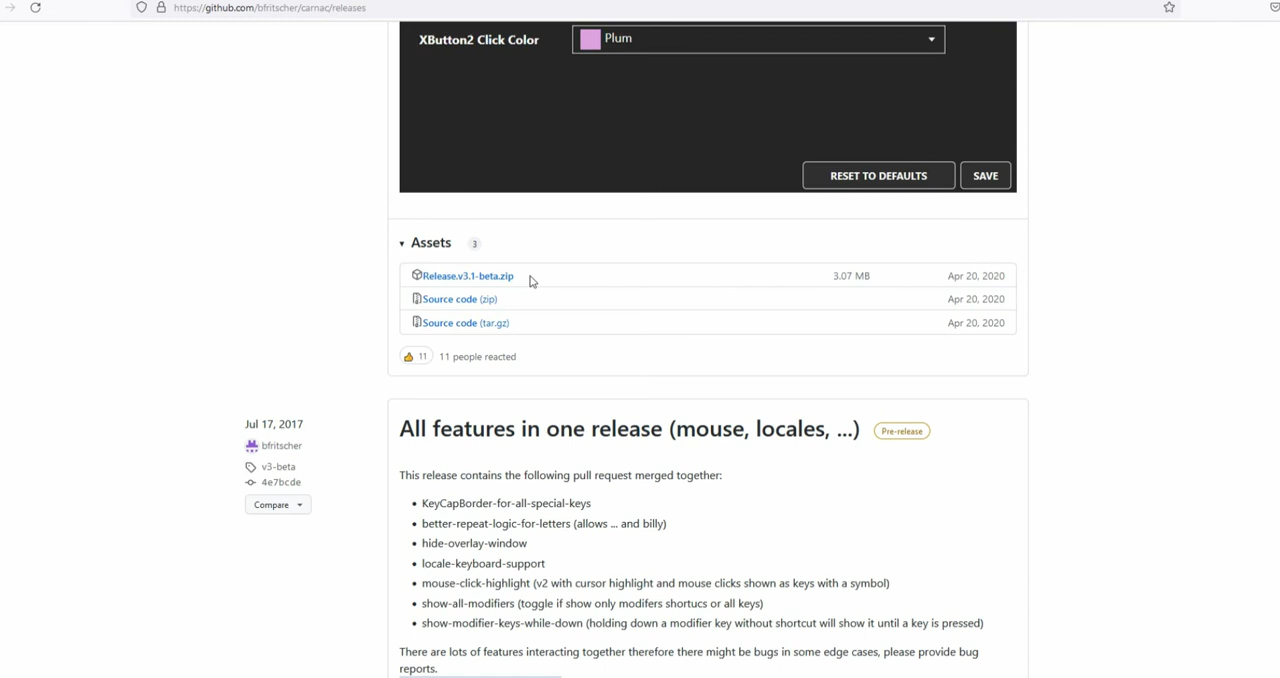 https://github.com/bfritscher/carnac/releases
XButton2 Click Color
Plum
RESET TO DEFAULTS
SAVE
Assets 3
Release.v3.1-beta.zip 3.07 MB Apr 20, 2020
Source code (zip) Apr 20, 2020
Source code (tar.gz) Apr 20, 2020
11 11 people reacted
Jul 17, 2017
bfritscher
v3-beta
4e7bcde
Compare
All features in one release (mouse, locales, ...) Pre-release
This release contains the following pull request merged together:
• KeyCapBorder-for-all-special-keys
• better-repeat-logic-for-letters (allows ... and billy)
• hide-overlay-window
• locale-keyboard-support
• mouse-click-highlight (v2 with cursor highlight and mouse clicks shown as keys with a symbol)
• show-all-modifiers (toggle if show only modifers shortucs or all keys)
• show-modifier-keys-while-down (holding down a modifier key without shortcut will show it until a key is pressed)
There are lots of features interacting together therefore there might be bugs in some edge cases, please provide bug
reports.